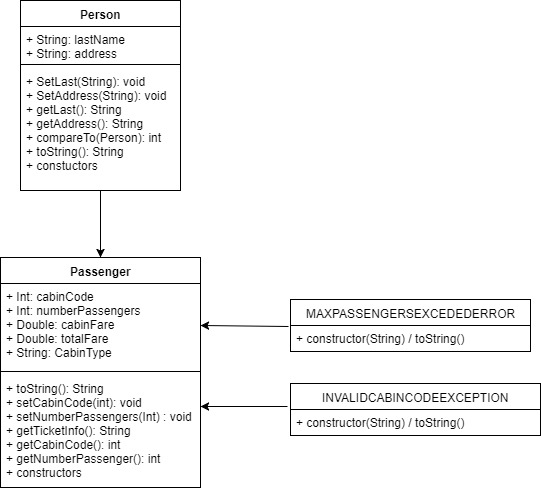 Person
+ String: lastName
+ String: address
+ SetLast(String): void
+ SetAddress(String): void
+ getLast(): String
+ getAddress(): String
+ compareTo(Person): int
+ toString(): String
+ constuctors
Passenger
+ Int: cabinCode
+ Int: numberPassengers
+ Double: cabinFare
+ Double: totalFare
+ String: CabinType
+ toString(): String
+ setCabinCode(int): void
+ setNumberPassengers(Int) : void
+ getTicketInfo(): String
+ getCabinCode(): int
+ getNumberPassenger(): int
+ constructors
MAXPASSENGERSEXCEDEDERROR
+ constructor(String) / toString()
INVALIDCABINCODEEXCEPTION
+ constructor(String) / toString()